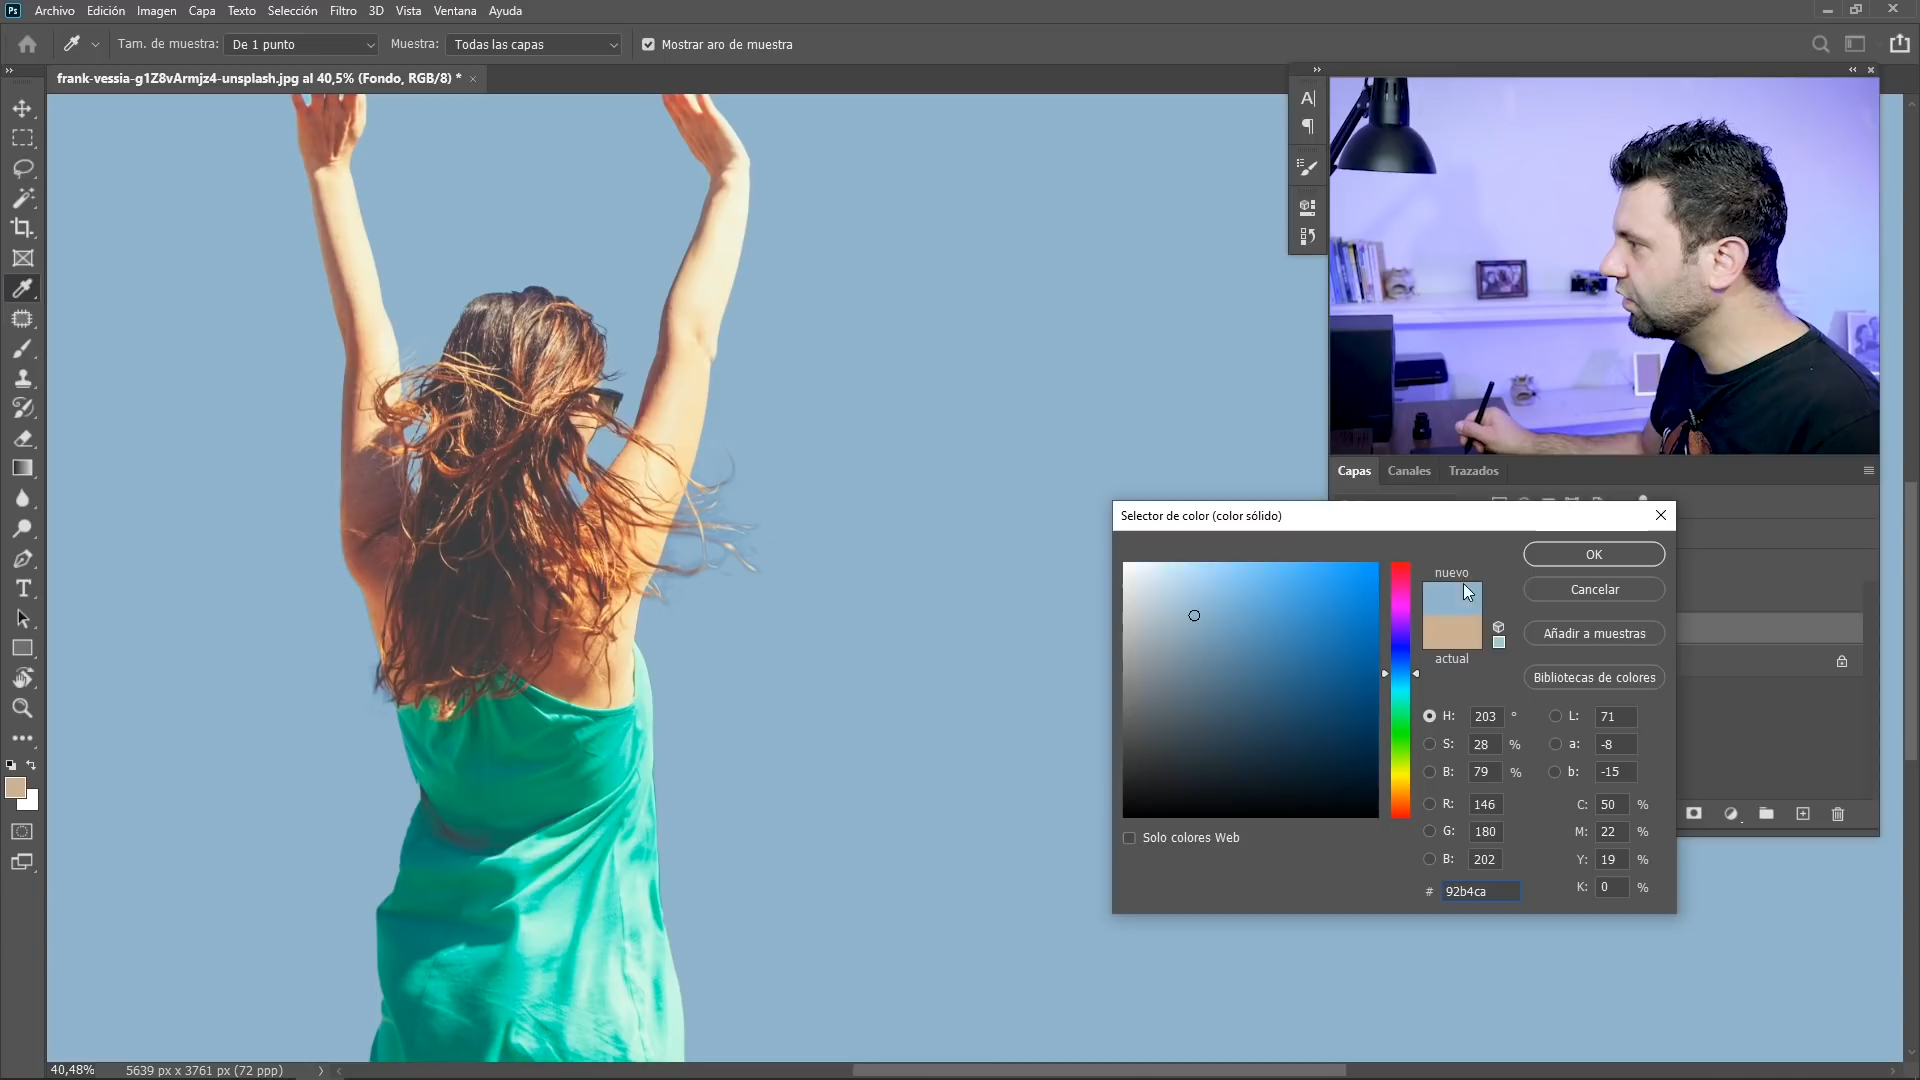 Ps Archivo Edición Imagen Capa Texto Selección Filtro 3D Vista Ventana Ayuda
Tam. de muestra: De 1 punto Muestra: Todas las capas Mostrar aro de muestra
frank-vessia-g1Z8vArmjz4-unsplash.jpg al 40,5% (Fondo, RGB/8) *
Capas Canales Trazados
Selector de color (color sólido)
OK
nuevo
Cancelar
Añadir a muestras
actual
Bibliotecas de colores
H: 203 ° L: 71
S: 28 % a: -8
B: 79 % b: -15
R: 146 C: 50 %
G: 180 M: 22 %
Solo colores Web
B: 202 Y: 19 %
# 92b4ca K: 0 %
40,48% 5639 px x 3761 px (72 ppp)